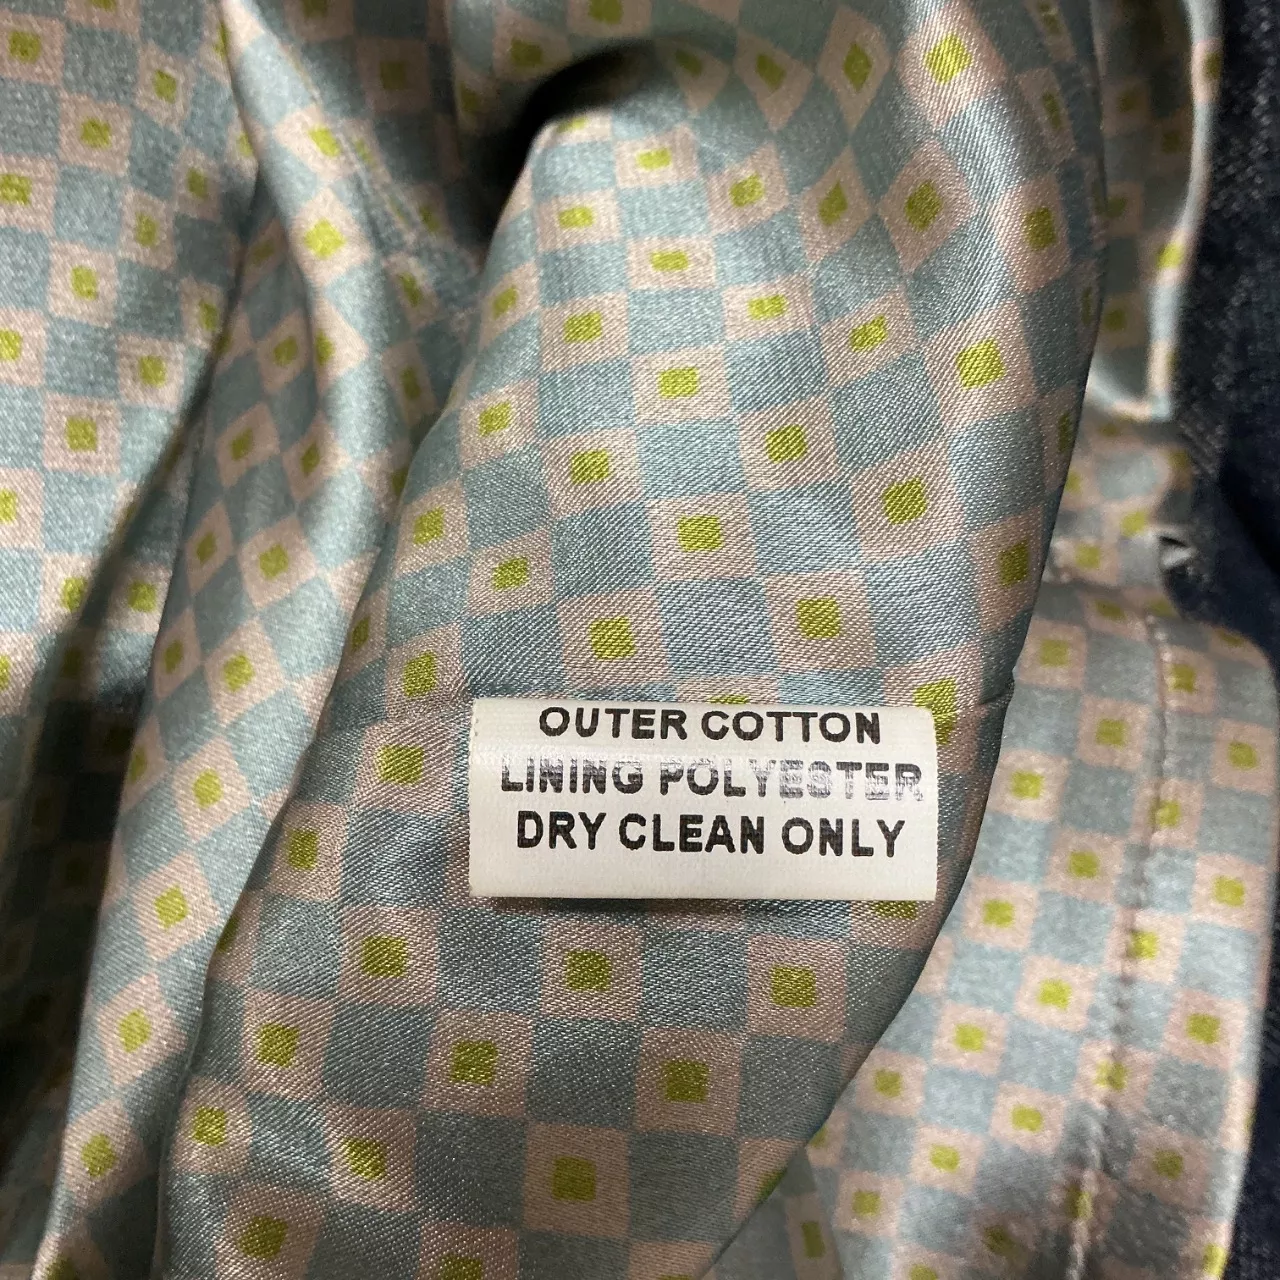 OUTER COTTON
LINING POLYESTER
DRY CLEAN ONLY